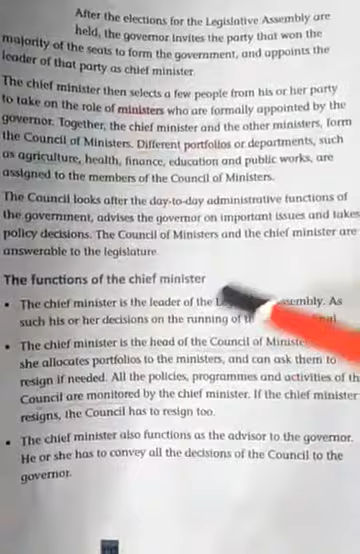 After the elections for the Legislative Assembly are
held, the governor invites the party that won the
majority of the seats to form the government, and appoints the
leader of that party as chief minister.
The chief minister then selects a few people from his or her party
to take on the role of ministers who are formally appointed by the
governor. Together, the chief minister and the other ministers, form
the Council of Ministers. Different portfolios or departments, such
as agriculture, health, finance, education and public works, are
assigned to the members of the Council of Ministers.
The Council looks after the day-to-day administrative functions of
the government, advises the governor on important issues and takes
policy decisions. The Council of Ministers and the chief minister are
answerable to the legislature.
The functions of the chief minister
• The chief minister is the leader of the As
such his or her decisions on the running of
• The chief minister is the head of the Council of
she allocates portfolios to the ministers, and can ask them to
resign if needed. All the policies, programmes and activities of th
Council are monitored by the chief minister. If the chief minister
resigns, the Council has to resign too.
• The chief minister also functions as the advisor to the governor.
He or she has to convey all the decisions of the Council to the
governor.